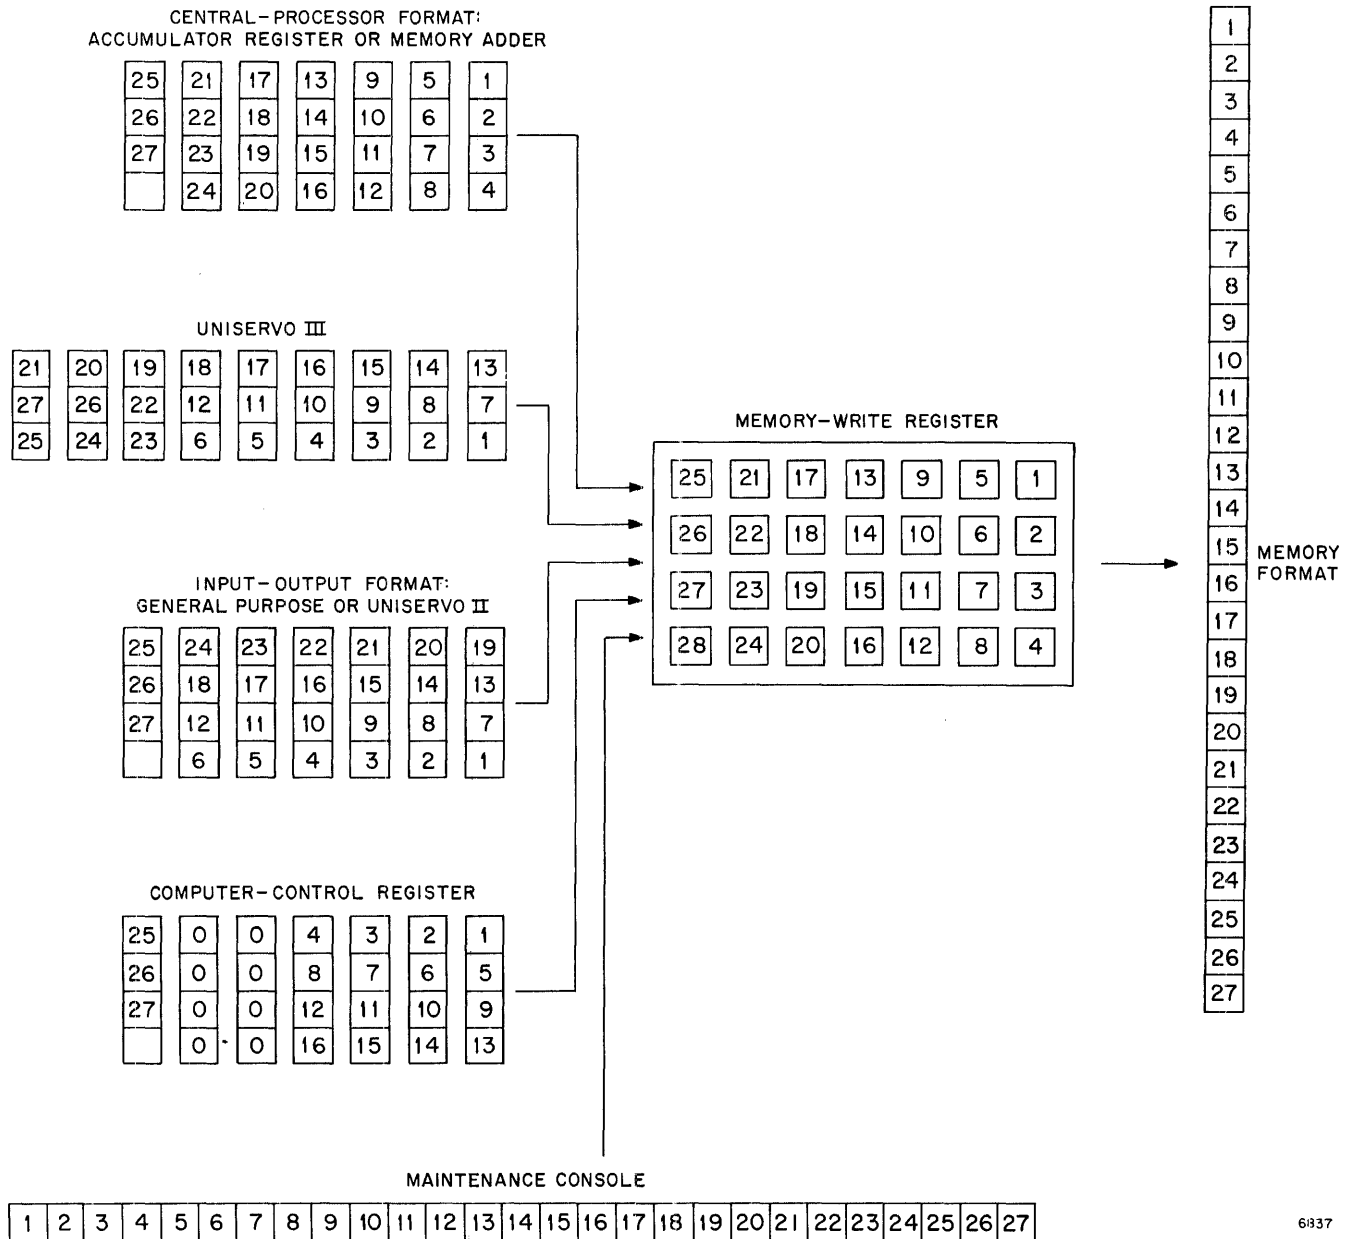 CENTRAL-PROCESSOR FORMAT:
ACCUMULATOR REGISTER OR MEMORY ADDER
25 21 17 13 9 5 1
26 22 18 14 10 6 2
27 23 19 15 11 7 3
24 20 16 12 8 4
UNISERVO III
21 20 19 18 17 16 15 14 13
27 26 22 12 11 10 9 8 7
25 24 23 6 5 4 3 2 1
INPUT-OUTPUT FORMAT:
GENERAL PURPOSE OR UNISERVO II
25 24 23 22 21 20 19
26 18 17 16 15 14 13
27 12 11 10 9 8 7
6 5 4 3 2 1
COMPUTER-CONTROL REGISTER
25 0 0 4 3 2 1
26 0 0 8 7 6 5
27 0 0 12 11 10 9
0 0 16 15 14 13
MAINTENANCE CONSOLE
1 2 3 4 5 6 7 8 9 10 11 12 13 14 15 16 17 18 19 20 21 22 23 24 25 26 27
MEMORY-WRITE REGISTER
25 21 17 13 9 5 1
26 22 18 14 10 6 2
27 23 19 15 11 7 3
28 24 20 16 12 8 4
1
2
3
4
5
6
7
8
9
10
11
12
13
14
15
16
17
18
19
20
21
22
23
24
25
26
27
MEMORY
FORMAT